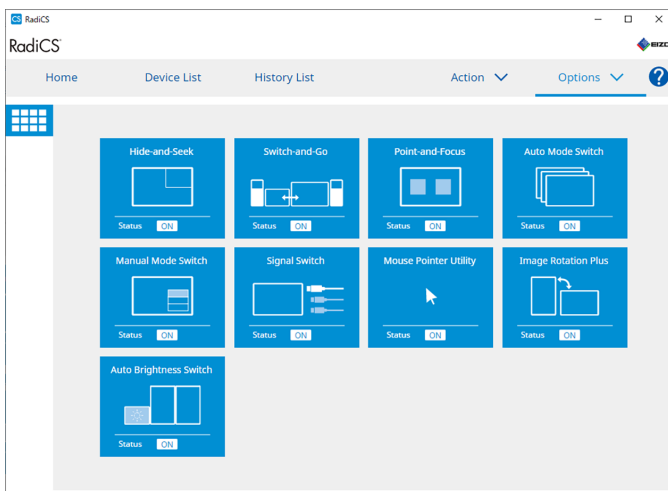 CS RadiCS
RadiCS
EIZO
Home Device List History List Action Options ?
Hide-and-Seek Switch-and-Go Point-and-Focus Auto Mode Switch
Status ON Status ON Status ON Status ON
Manual Mode Switch Signal Switch Mouse Pointer Utility Image Rotation Plus
Status ON Status ON Status ON Status ON
Auto Brightness Switch
Status ON